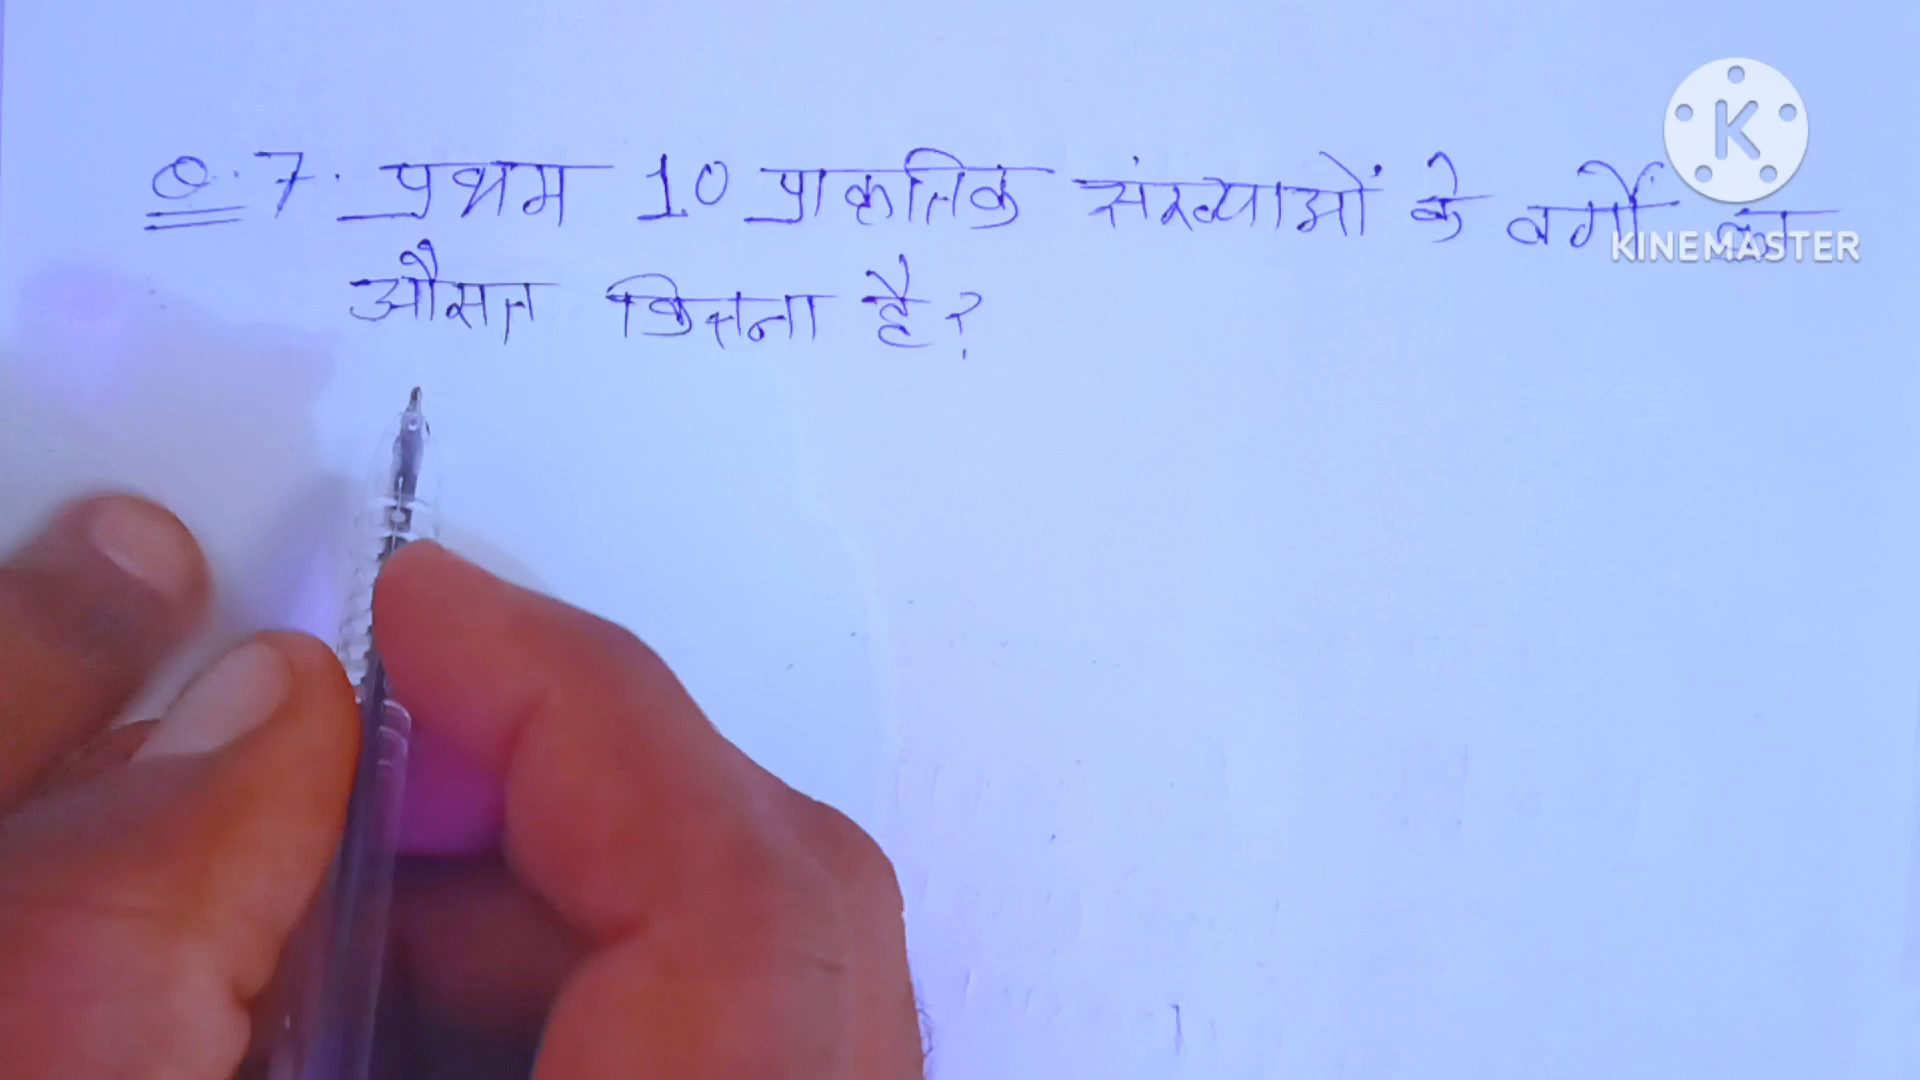 Q.7. प्रथम 10 प्राकृतिक संख्याओं के वर्गों का
औसत कितना है?
K
KINEMASTER